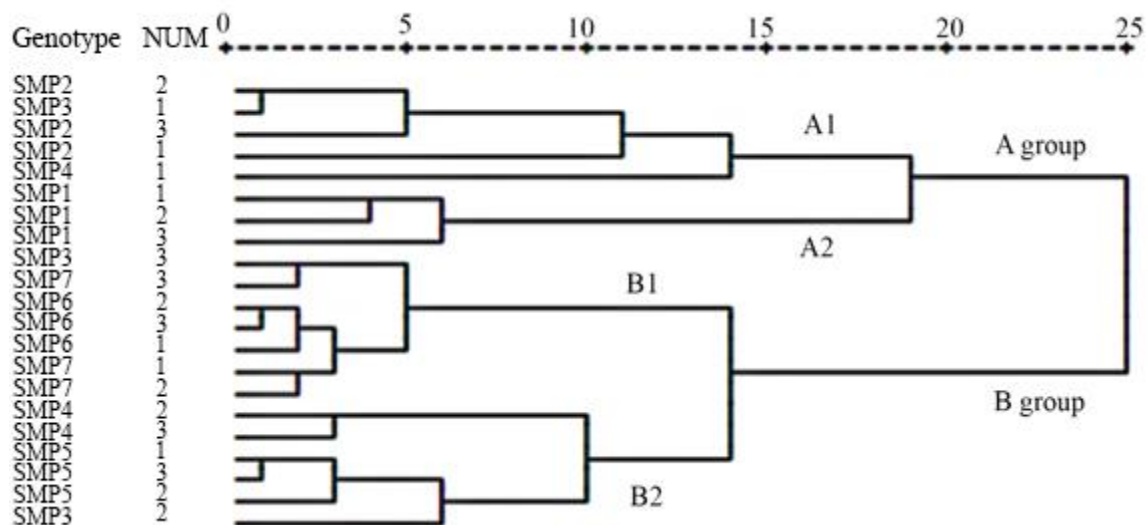 0 5 10 15 20 25
Genotype NUM
SMP2 2
SMP3 1
SMP2 3
SMP2 1
SMP4 1
SMP1 1
SMP1 2
SMP1 3
SMP3 3
SMP7 3
SMP6 2
SMP6 3
SMP6 1
SMP7 1
SMP7 2
SMP4 2
SMP4 3
SMP5 1
SMP5 3
SMP5 2
SMP3 2
A1
A group
A2
B1
B group
B2